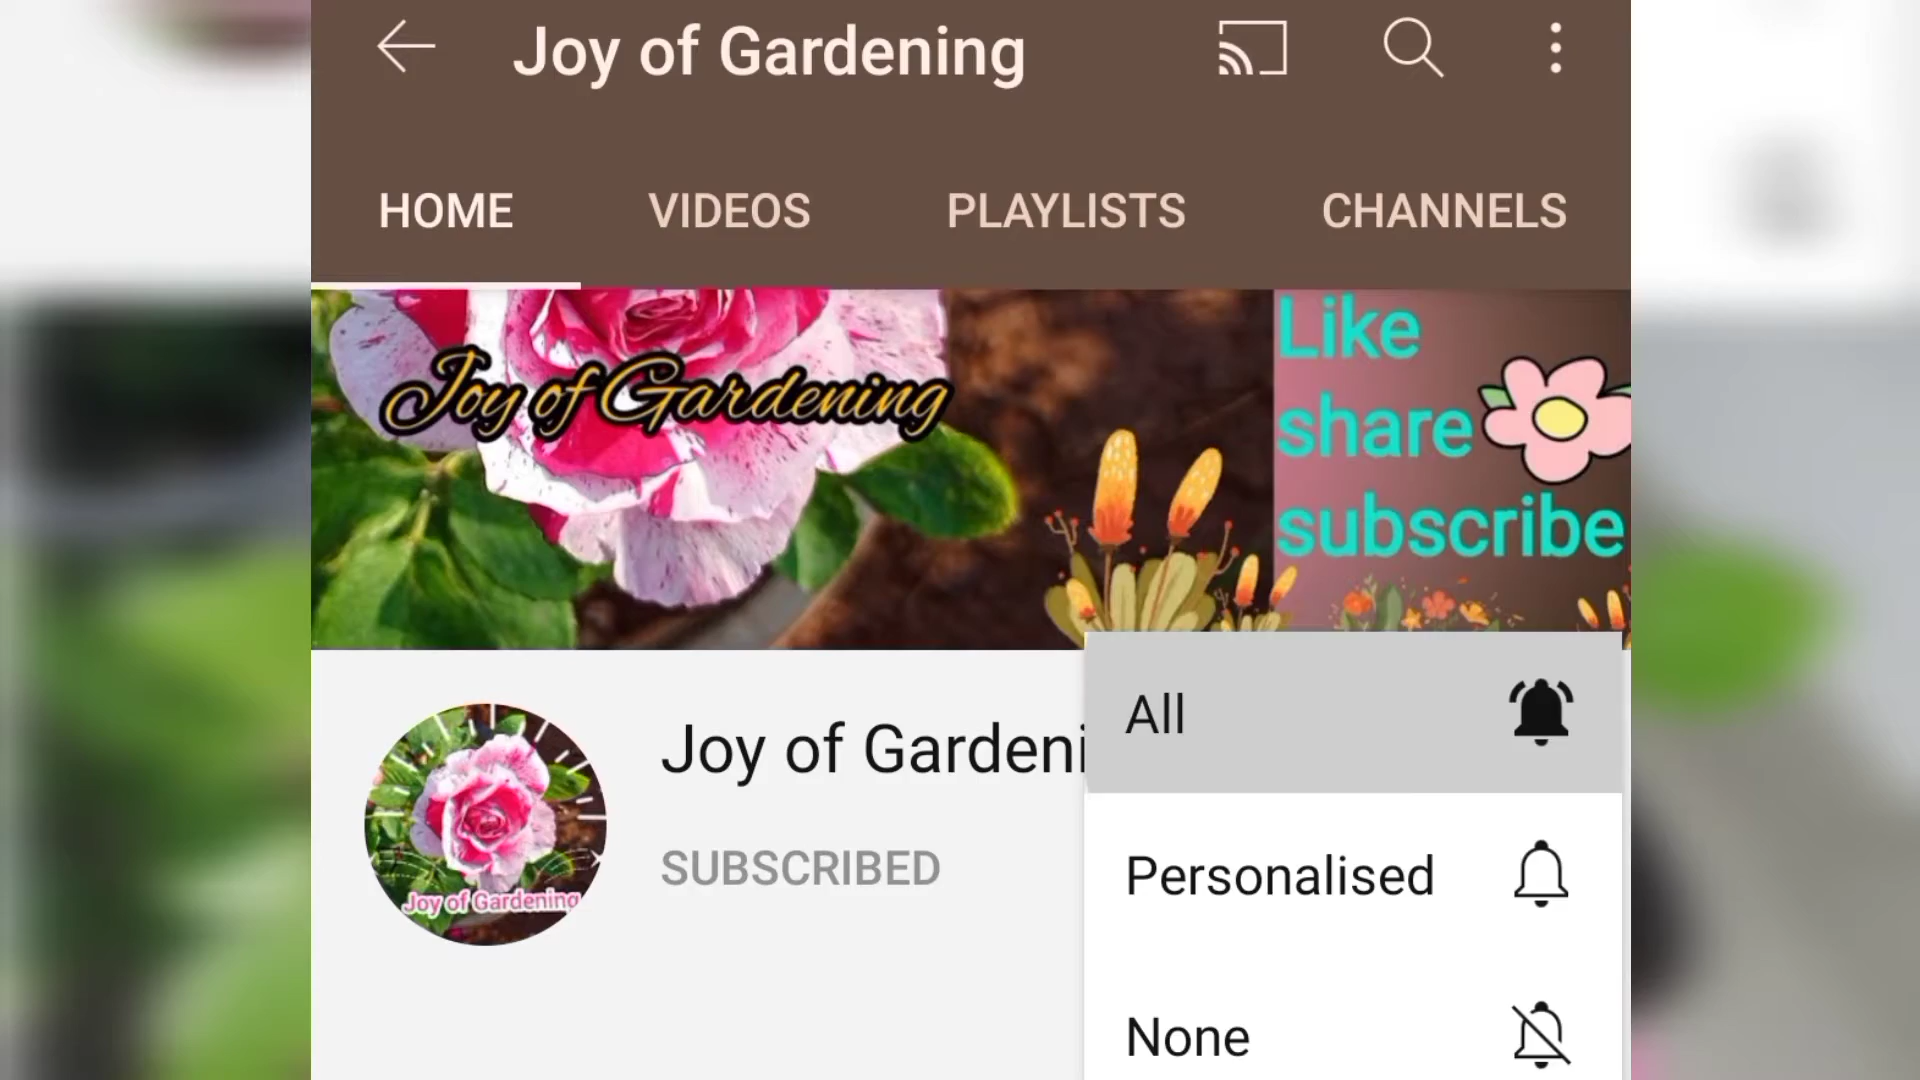 Joy of Gardening
HOME VIDEOS PLAYLISTS CHANNELS
Joy of Gardening
Like
share
subscribe
Joy of Gardeni
SUBSCRIBED
Joy of Gardening
All
Personalised
None